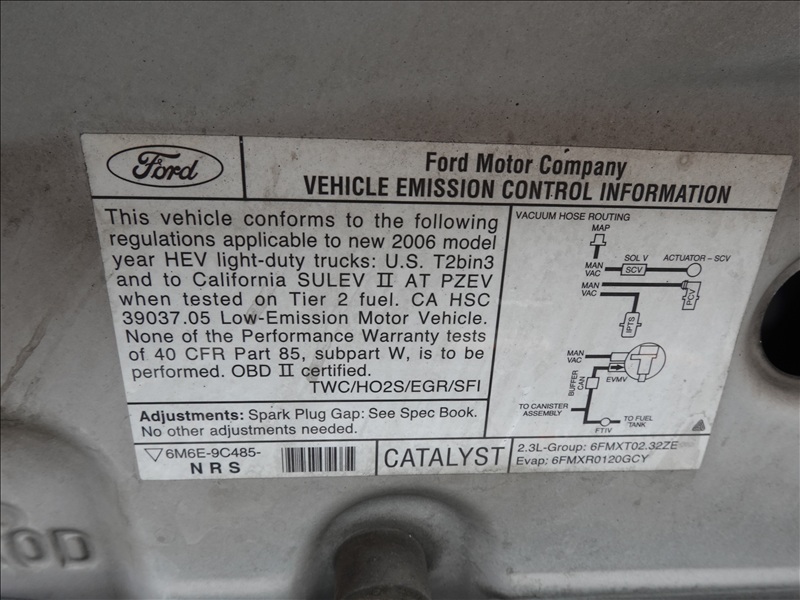 Ford
Ford Motor Company
VEHICLE EMISSION CONTROL INFORMATION
This vehicle conforms to the following
regulations applicable to new 2006 model
year HEV light-duty trucks: U.S. T2bin3
and to California SULEV II AT PZEV
when tested on Tier 2 fuel. CA HSC
39037.05 Low-Emission Motor Vehicle.
None of the Performance Warranty tests
of 40 CFR Part 85, subpart W, is to be
performed. OBD II certified.
TWC/HO2S/EGR/SFI
VACUUM HOSE ROUTING
MAP
MAN
VAC
SOL V
SCV
ACTUATOR - SCV
MAN
VAC
PCV
IPTS
MAN
VAC
BUFFER
CAN
EVMV
TO CANISTER
ASSEMBLY
FTIV
TO FUEL
TANK
Adjustments: Spark Plug Gap: See Spec Book.
No other adjustments needed.
6M6E-9C485-
NRS
CATALYST
2.3L-Group: 6FMXT02.32ZE
Evap: 6FMXR0120GCY